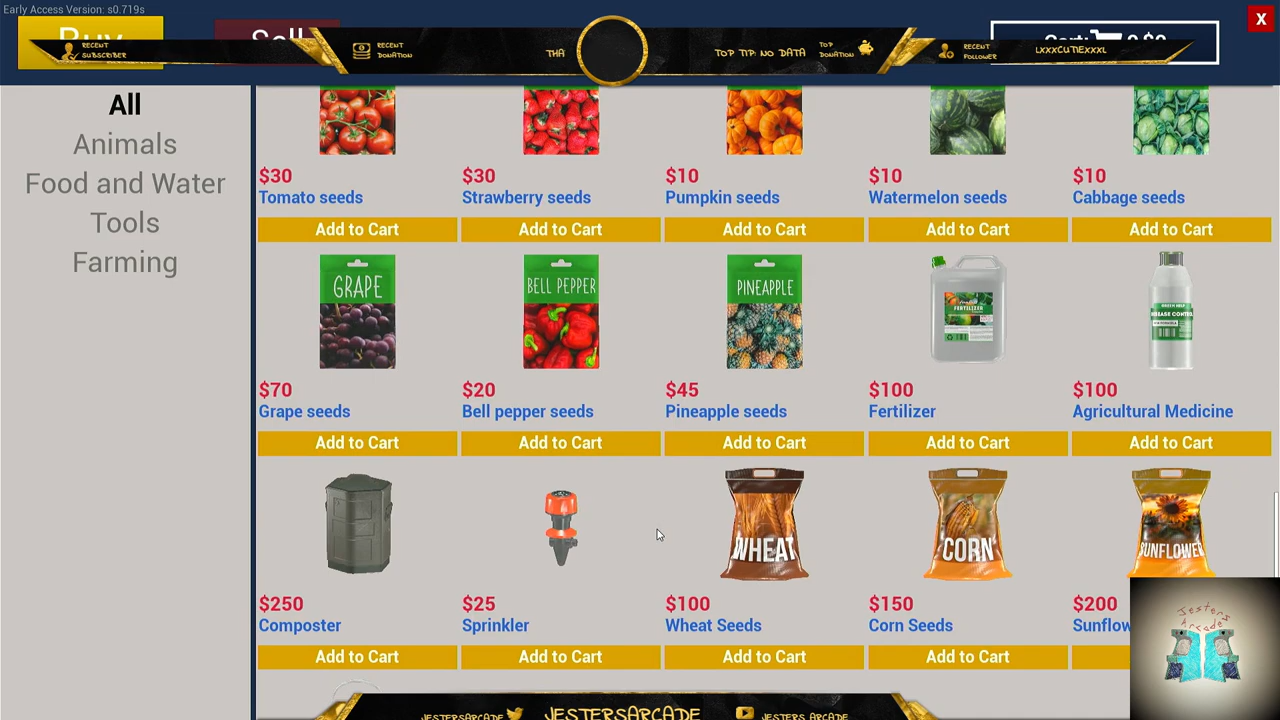 Early Access Version: s0.719s
X
RECENT SUBSCRIBER
RECENT DONATION
THA
TOP TIP: NO DATA
TOP DONATION
RECENT FOLLOWER
LXXXCUTIEXXXL
All
Animals
Food and Water
Tools
Farming
$30
Tomato seeds
Add to Cart
$30
Strawberry seeds
Add to Cart
$10
Pumpkin seeds
Add to Cart
$10
Watermelon seeds
Add to Cart
$10
Cabbage seeds
Add to Cart
GRAPE
$70
Grape seeds
Add to Cart
BELL PEPPER
$20
Bell pepper seeds
Add to Cart
PINEAPPLE
$45
Pineapple seeds
Add to Cart
FERTILIZER
$100
Fertilizer
Add to Cart
$100
Agricultural Medicine
Add to Cart
$250
Composter
Add to Cart
$25
Sprinkler
Add to Cart
WHEAT
$100
Wheat Seeds
Add to Cart
CORN
$150
Corn Seeds
Add to Cart
SUNFLOWER
$200
Jesters
Arcade
JESTERSARCADE
JESTERSARCADE
JESTERS ARCADE